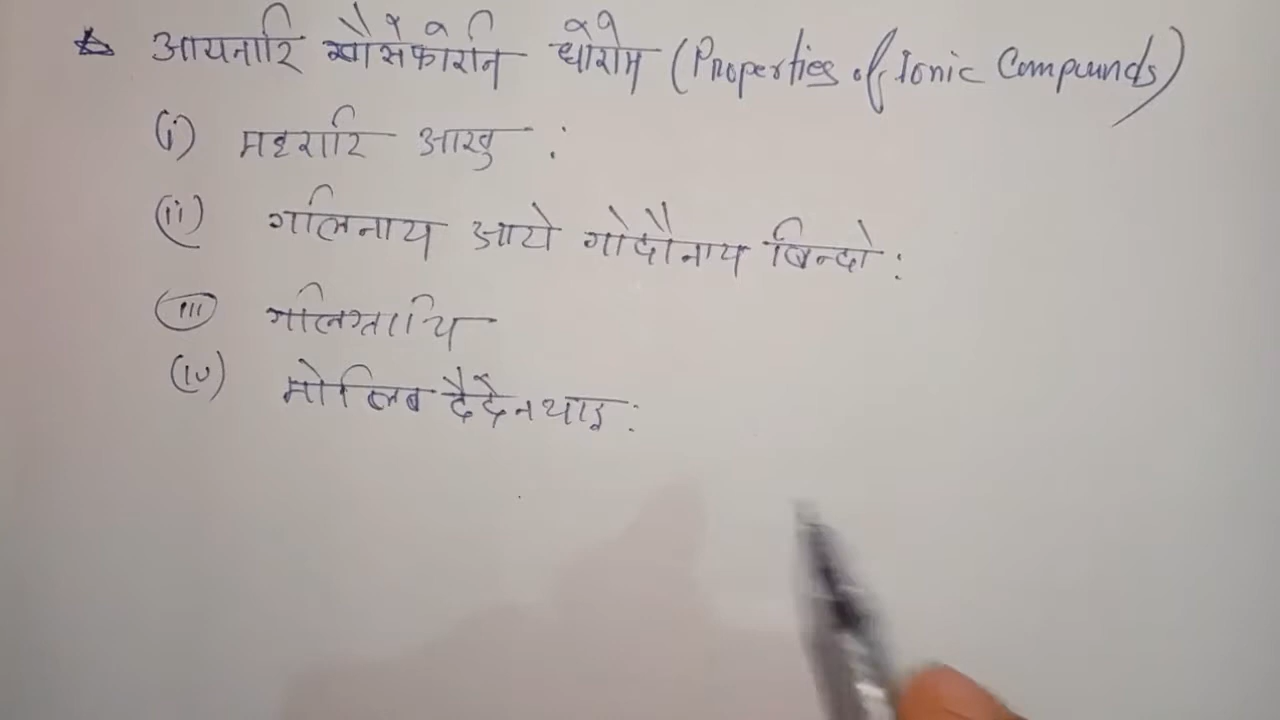 आयनारि खौसेफोरनि धोरोम (Properties of Ionic Compounds)
(i) महरारि आखु :
(ii) गलिनाय आरो गोदौनाय बिन्दो :
(iii) गलिग्लायि
(iv) मोब्लिब दैदेनथाइ :